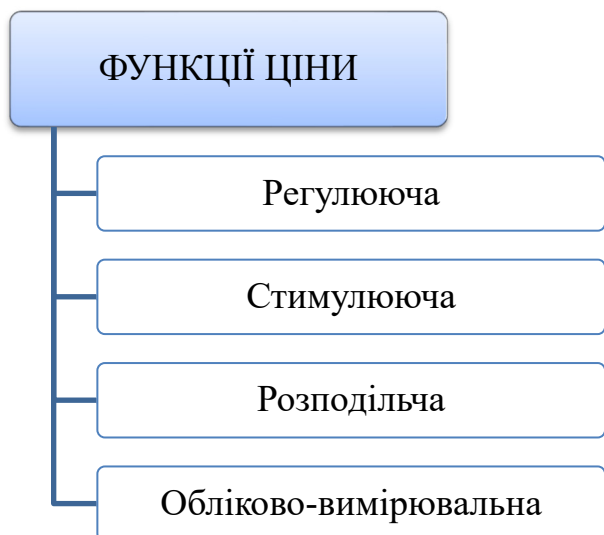 ФУНКЦІЇ ЦІНИ
Регулююча
Стимулююча
Розподільча
Обліково-вимірювальна